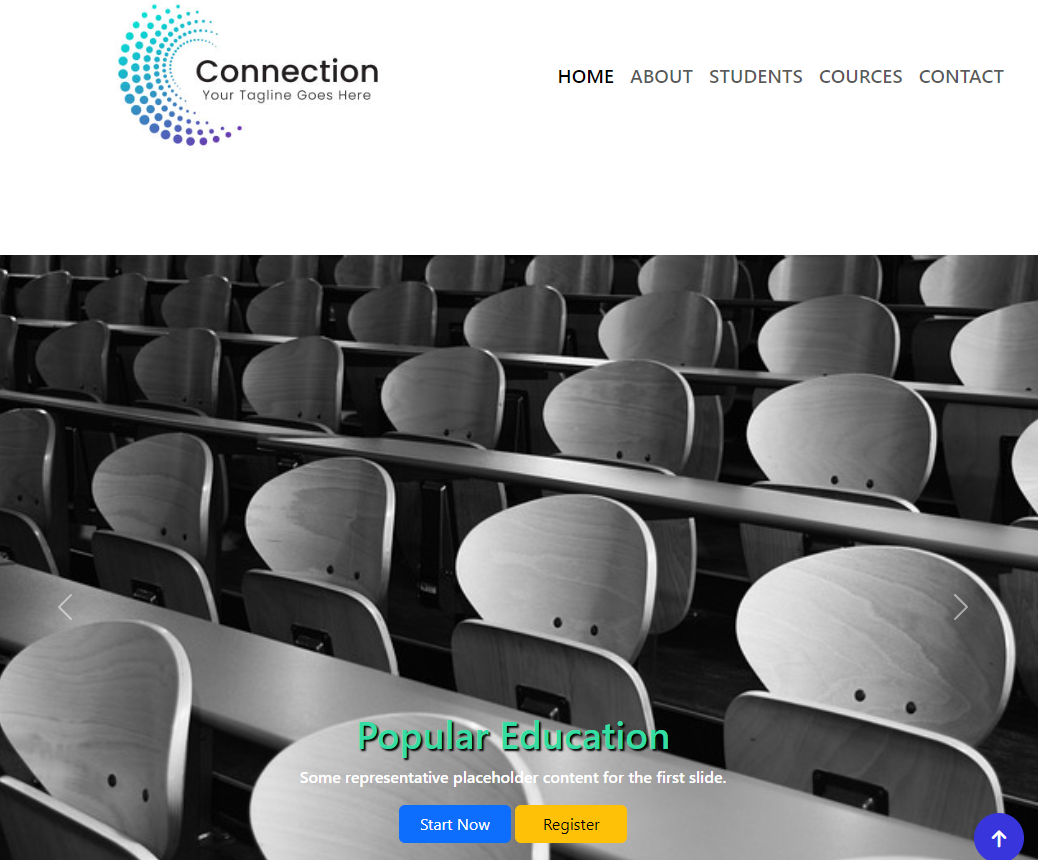 Connection
Your Tagline Goes Here
HOME ABOUT STUDENTS COURCES CONTACT
Popular Education
Some representative placeholder content for the first slide.
Start Now Register